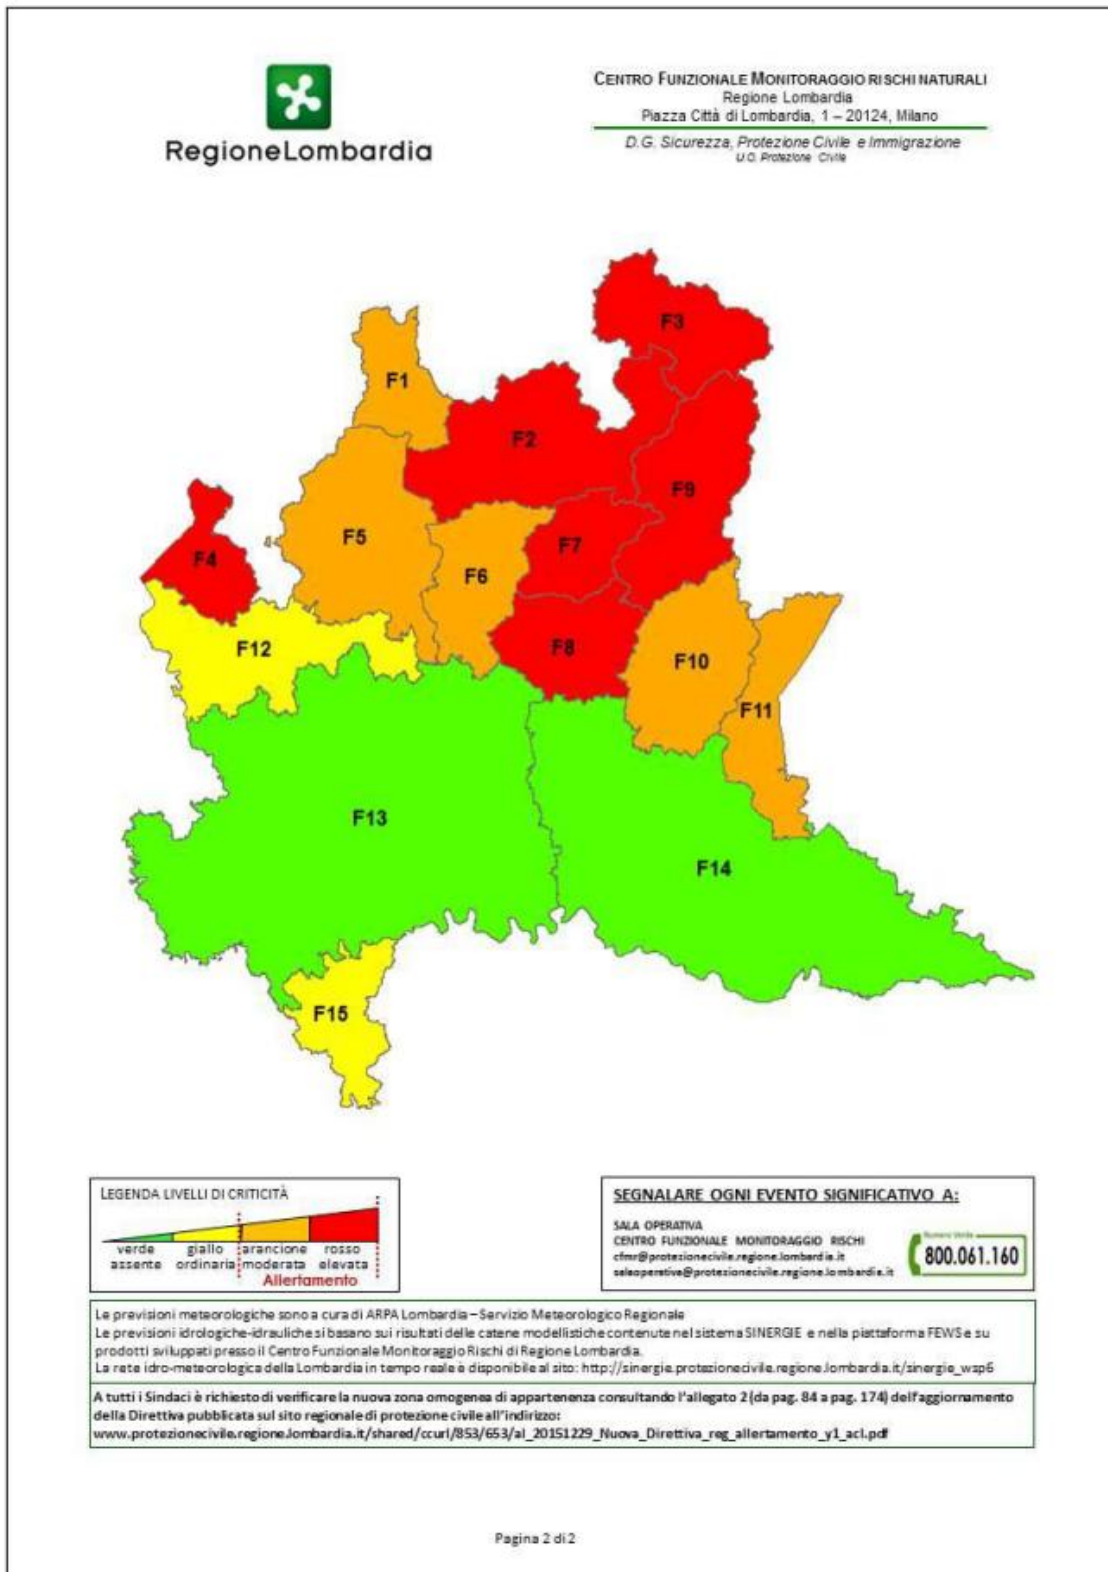 RegioneLombardia
CENTRO FUNZIONALE MONITORAGGIO RISCHI NATURALI
Regione Lombardia
Piazza Città di Lombardia, 1 – 20124, Milano
D.G. Sicurezza, Protezione Civile e Immigrazione
U.O. Protezione Civile
F3
F1
F2
F9
F4
F5
F7
F6
F12
F8
F10
F11
F13
F14
F15
LEGENDA LIVELLI DI CRITICITÀ
verde giallo arancione rosso
assente ordinaria moderata elevata
Allertamento
SEGNALARE OGNI EVENTO SIGNIFICATIVO A:
SALA OPERATIVA
CENTRO FUNZIONALE MONITORAGGIO RISCHI
cfmr@protezionecivile.regione.lombardia.it
salaoperativa@protezionecivile.regione.lombardia.it
Numero Verde
800.061.160
Le previsioni meteorologiche sono a cura di ARPA Lombardia – Servizio Meteorologico Regionale
Le previsioni idrologiche-idrauliche si basano sui risultati delle catene modellistiche contenute nel sistema SINERGIE e nella piattaforma FEWS e su
prodotti sviluppati presso il Centro Funzionale Monitoraggio Rischi di Regione Lombardia.
La rete idro-meteorologica della Lombardia in tempo reale è disponibile al sito: http://sinergie.protezionecivile.regione.lombardia.it/sinergie_wsp6
A tutti i Sindaci è richiesto di verificare la nuova zona omogenea di appartenenza consultando l'allegato 2 (da pag. 84 a pag. 174) dell'aggiornamento
della Direttiva pubblicata sul sito regionale di protezione civile all'indirizzo:
www.protezionecivile.regione.lombardia.it/shared/ccurl/853/653/al_20151229_Nuova_Direttiva_reg_allertamento_y1_acl.pdf
Pagina 2 di 2